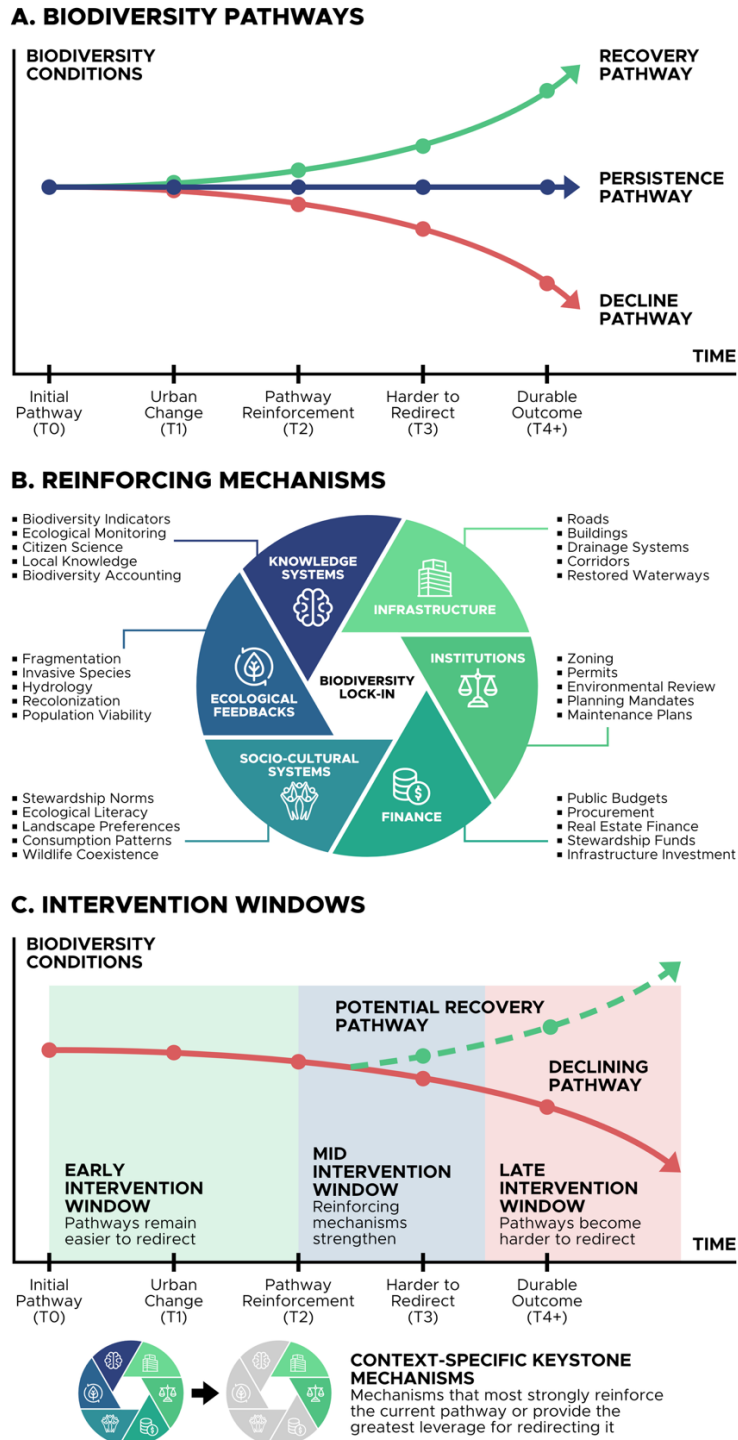 A. BIODIVERSITY PATHWAYS
BIODIVERSITY
CONDITIONS
RECOVERY
PATHWAY
PERSISTENCE
PATHWAY
DECLINE
PATHWAY
TIME
Initial
Pathway
(T0)
Urban
Change
(T1)
Pathway
Reinforcement
(T2)
Harder to
Redirect
(T3)
Durable
Outcome
(T4+)
B. REINFORCING MECHANISMS
▪ Biodiversity Indicators
▪ Ecological Monitoring
▪ Citizen Science
▪ Local Knowledge
▪ Biodiversity Accounting
▪ Fragmentation
▪ Invasive Species
▪ Hydrology
▪ Recolonization
▪ Population Viability
▪ Stewardship Norms
▪ Ecological Literacy
▪ Landscape Preferences
▪ Consumption Patterns
▪ Wildlife Coexistence
KNOWLEDGE
SYSTEMS
INFRASTRUCTURE
INSTITUTIONS
BIODIVERSITY
LOCK-IN
ECOLOGICAL
FEEDBACKS
SOCIO-CULTURAL
SYSTEMS
$
FINANCE
▪ Roads
▪ Buildings
▪ Drainage Systems
▪ Corridors
▪ Restored Waterways
▪ Zoning
▪ Permits
▪ Environmental Review
▪ Planning Mandates
▪ Maintenance Plans
▪ Public Budgets
▪ Procurement
▪ Real Estate Finance
▪ Stewardship Funds
▪ Infrastructure Investment
C. INTERVENTION WINDOWS
BIODIVERSITY
CONDITIONS
POTENTIAL RECOVERY
PATHWAY
DECLINING
PATHWAY
EARLY
INTERVENTION
WINDOW
Pathways remain
easier to redirect
MID
INTERVENTION
WINDOW
Reinforcing
mechanisms
strengthen
LATE
INTERVENTION
WINDOW
Pathways become
harder to redirect
TIME
Initial
Pathway
(T0)
Urban
Change
(T1)
Pathway
Reinforcement
(T2)
Harder to
Redirect
(T3)
Durable
Outcome
(T4+)
CONTEXT-SPECIFIC KEYSTONE
MECHANISMS
Mechanisms that most strongly reinforce
the current pathway or provide the
greatest leverage for redirecting it